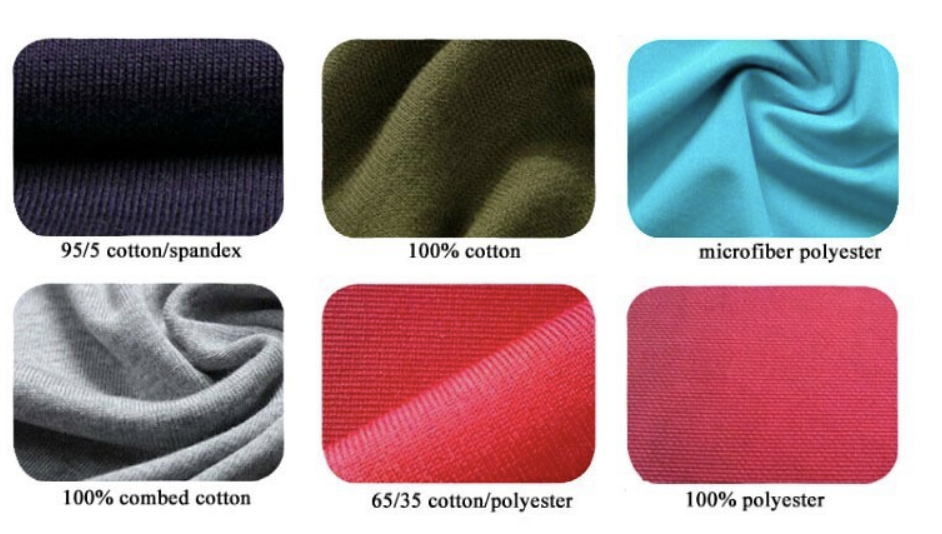 95/5 cotton/spandex
100% cotton
microfiber polyester
100% combed cotton
65/35 cotton/polyester
100% polyester